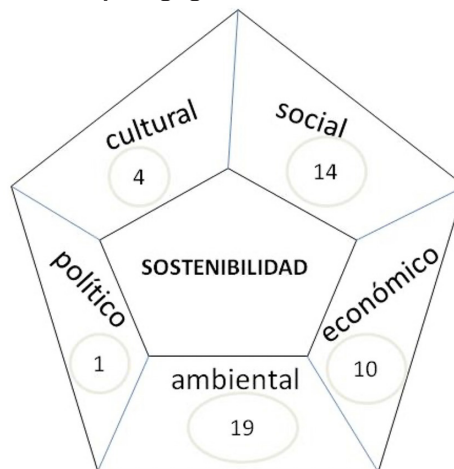 cultural
4
social
14
SOSTENIBILIDAD
político
1
económico
10
ambiental
19